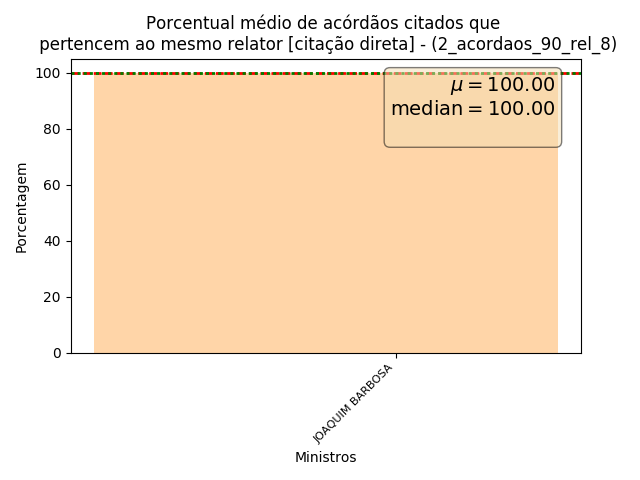 Porcentual médio de acórdãos citados que
pertencem ao mesmo relator [citação direta] - (2_acordaos_90_rel_8)
100
80
60
40
20
0
Porcentagem
μ = 100.00
median = 100.00
JOAQUIM BARBOSA
Ministros